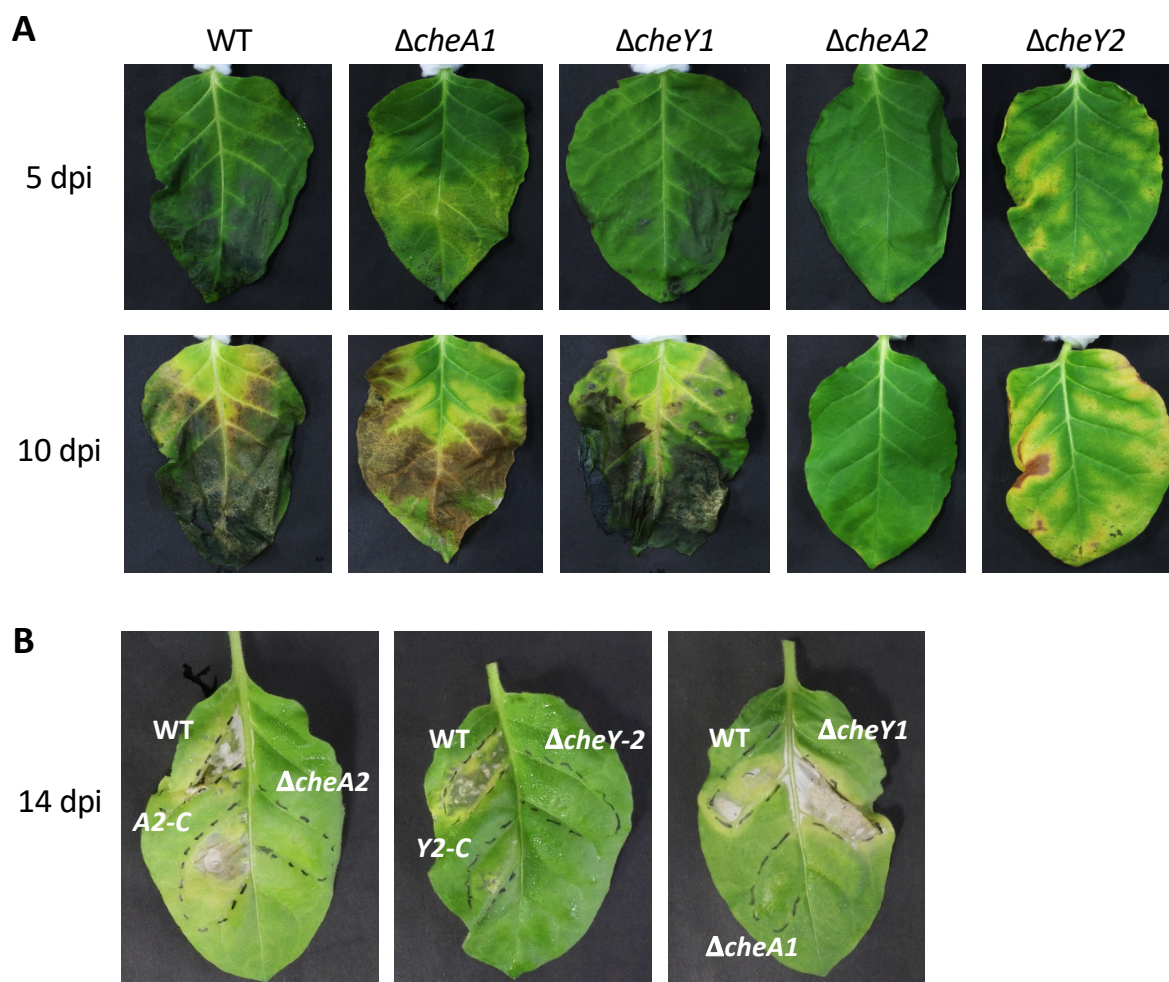 A
WT ΔcheA1 ΔcheY1 ΔcheA2 ΔcheY2
5 dpi
10 dpi
B
14 dpi
WT
ΔcheA2
A2-C
WT
ΔcheY-2
Y2-C
WT
ΔcheY1
ΔcheA1